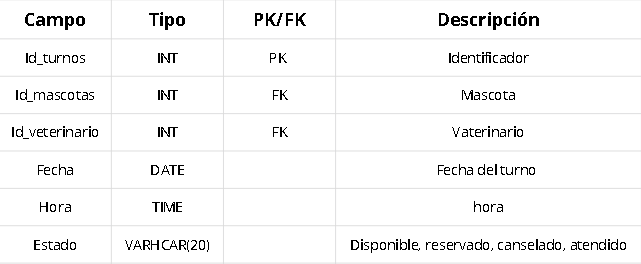 Campo Tipo PK/FK Descripción
Id_turnos INT PK Identificador
Id_mascotas INT FK Mascota
Id_veterinario INT FK Vaterinario
Fecha DATE Fecha del turno
Hora TIME hora
Estado VARHCAR(20) Disponible, reservado, canselado, atendido